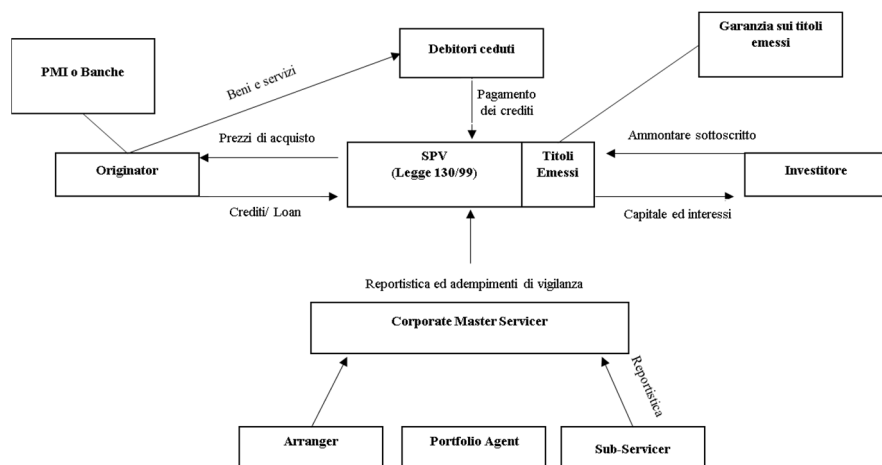 Garanzia sui titoli
emessi
Debitori ceduti
PMI o Banche
Beni e servizi
Pagamento
dei crediti
Prezzi di acquisto
Ammontare sottoscritto
SPV
(Legge 130/99)
Titoli
Emessi
Originator
Investitore
Crediti/ Loan
Capitale ed interessi
Reportistica ed adempimenti di vigilanza
Corporate Master Servicer
Reportistica
Arranger
Portfolio Agent
Sub-Servicer